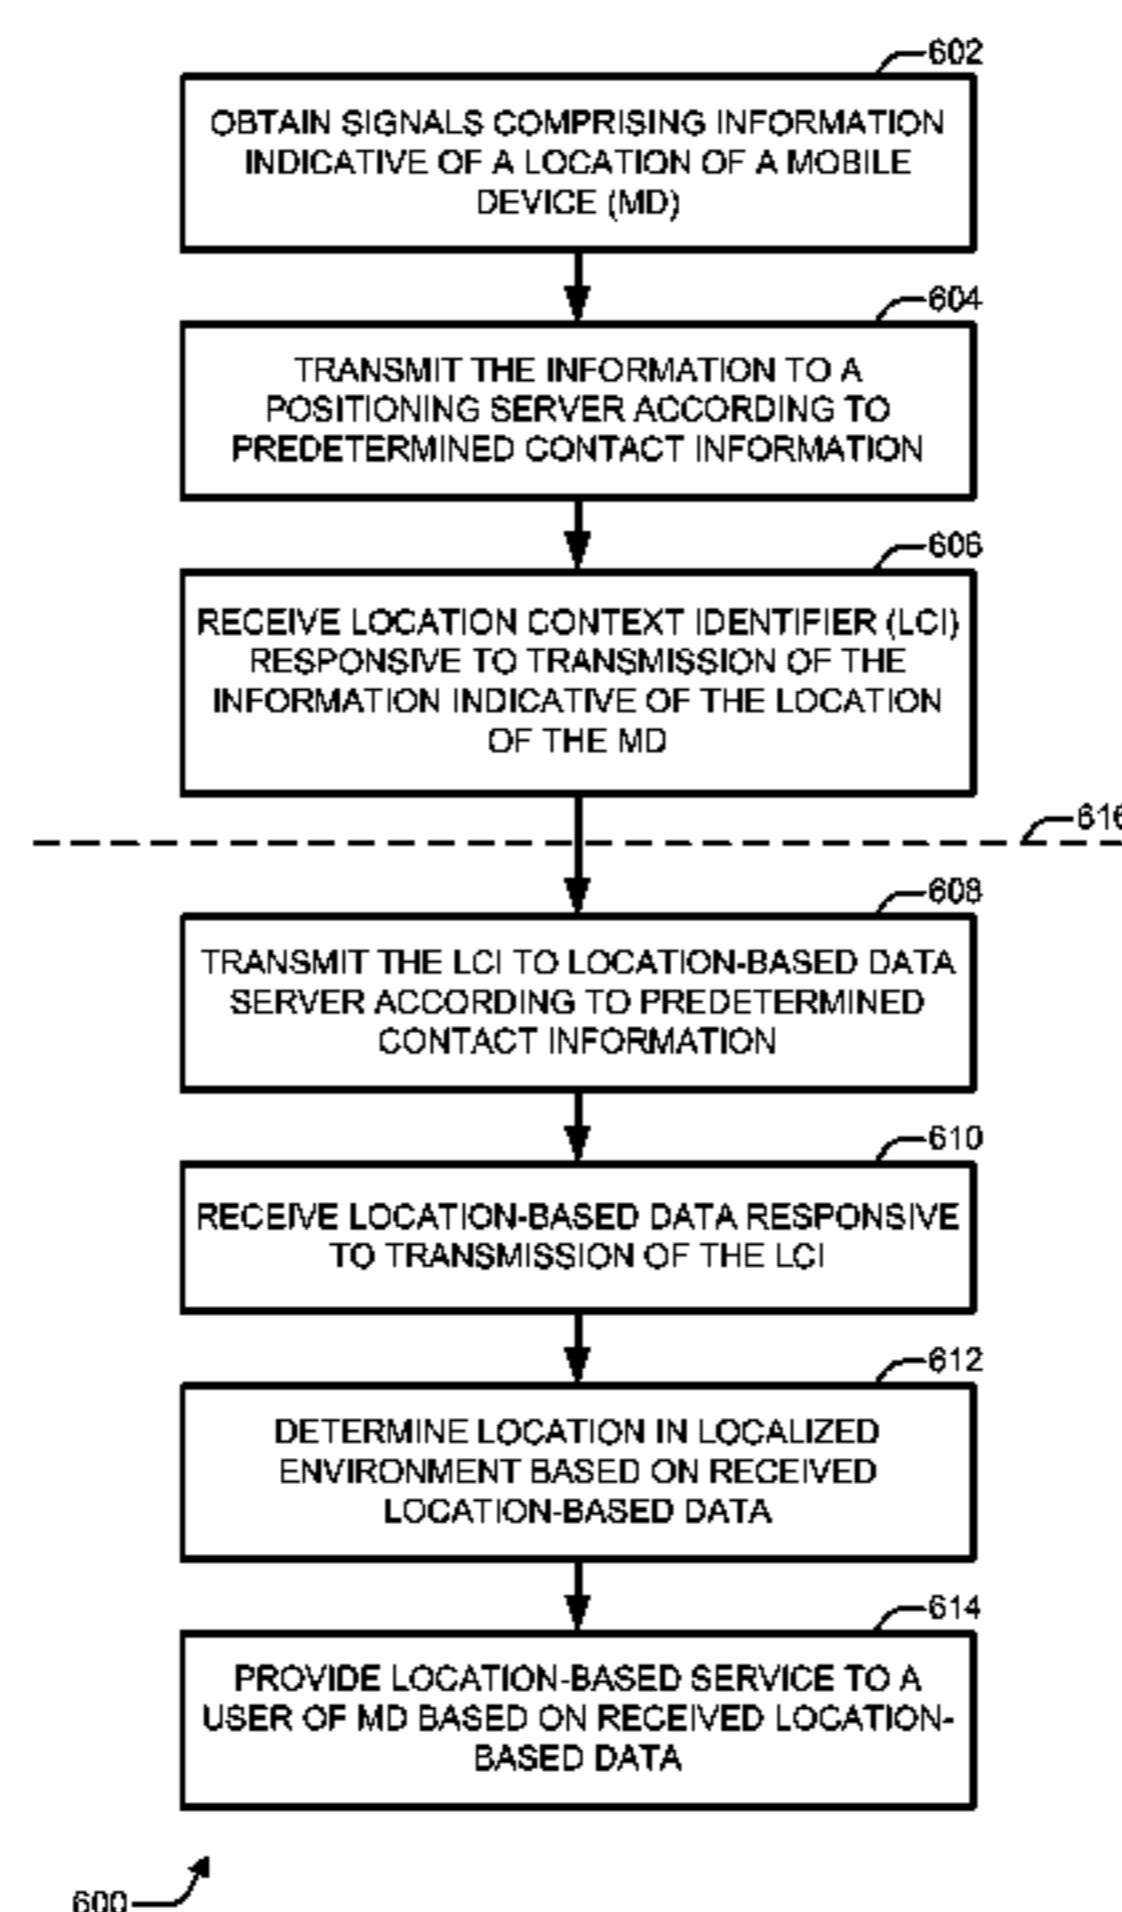 602
OBTAIN SIGNALS COMPRISING INFORMATION
INDICATIVE OF A LOCATION OF A MOBILE
DEVICE (MD)
604
TRANSMIT THE INFORMATION TO A
POSITIONING SERVER ACCORDING TO
PREDETERMINED CONTACT INFORMATION
606
RECEIVE LOCATION CONTEXT IDENTIFIER (LCI)
RESPONSIVE TO TRANSMISSION OF THE
INFORMATION INDICATIVE OF THE LOCATION
OF THE MD
616
608
TRANSMIT THE LCI TO LOCATION-BASED DATA
SERVER ACCORDING TO PREDETERMINED
CONTACT INFORMATION
610
RECEIVE LOCATION-BASED DATA RESPONSIVE
TO TRANSMISSION OF THE LCI
612
DETERMINE LOCATION IN LOCALIZED
ENVIRONMENT BASED ON RECEIVED
LOCATION-BASED DATA
614
PROVIDE LOCATION-BASED SERVICE TO A
USER OF MD BASED ON RECEIVED LOCATION-
BASED DATA
600